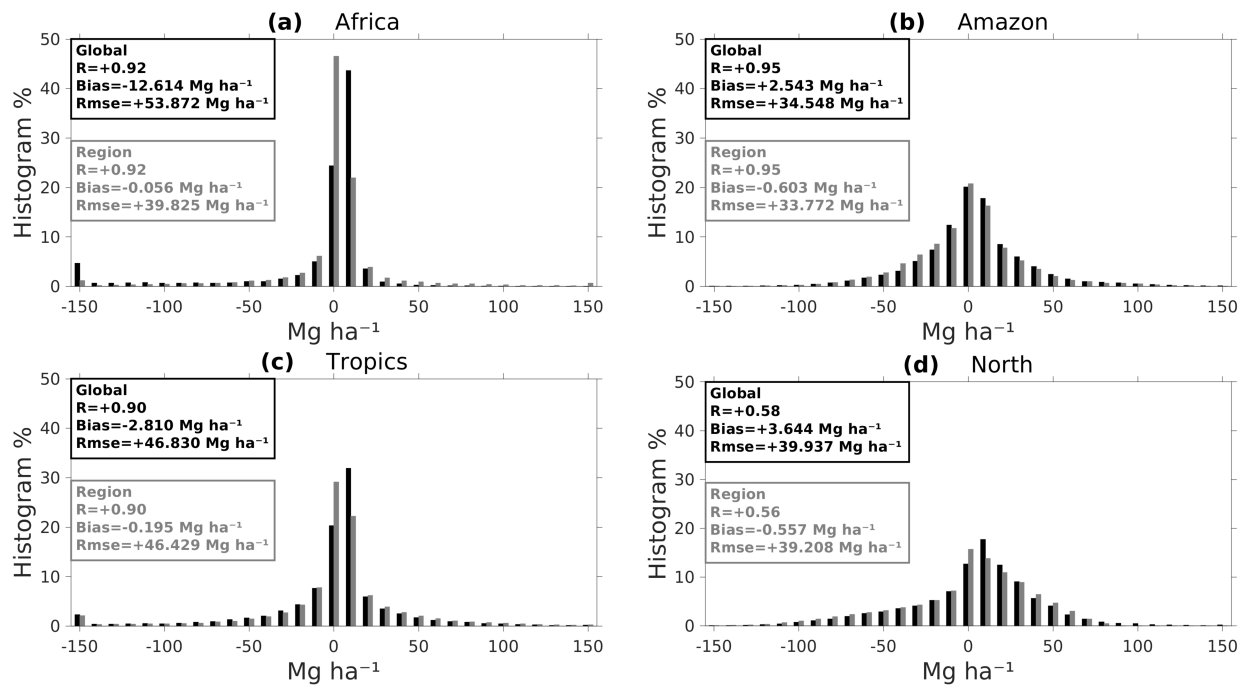 (a) Africa
50
40
30
20
10
0
Histogram %
Global
R=+0.92
Bias=-12.614 Mg ha⁻¹
Rmse=+53.872 Mg ha⁻¹
Region
R=+0.92
Bias=-0.056 Mg ha⁻¹
Rmse=+39.825 Mg ha⁻¹
-150 -100 -50 0 50 100 150
Mg ha⁻¹
(b) Amazon
50
40
30
20
10
0
Histogram %
Global
R=+0.95
Bias=+2.543 Mg ha⁻¹
Rmse=+34.548 Mg ha⁻¹
Region
R=+0.95
Bias=-0.603 Mg ha⁻¹
Rmse=+33.772 Mg ha⁻¹
-150 -100 -50 0 50 100 150
Mg ha⁻¹
(c) Tropics
50
40
30
20
10
0
Histogram %
Global
R=+0.90
Bias=-2.810 Mg ha⁻¹
Rmse=+46.830 Mg ha⁻¹
Region
R=+0.90
Bias=-0.195 Mg ha⁻¹
Rmse=+46.429 Mg ha⁻¹
-150 -100 -50 0 50 100 150
Mg ha⁻¹
(d) North
50
40
30
20
10
0
Histogram %
Global
R=+0.58
Bias=+3.644 Mg ha⁻¹
Rmse=+39.937 Mg ha⁻¹
Region
R=+0.56
Bias=-0.557 Mg ha⁻¹
Rmse=+39.208 Mg ha⁻¹
-150 -100 -50 0 50 100 150
Mg ha⁻¹